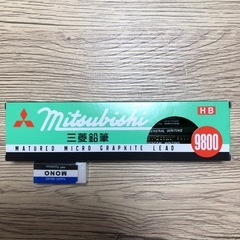 HB
Mitsubishi
三菱鉛筆
GENERAL WRITING
9800
MATURED MICRO GRAPHITE LEAD
MONO